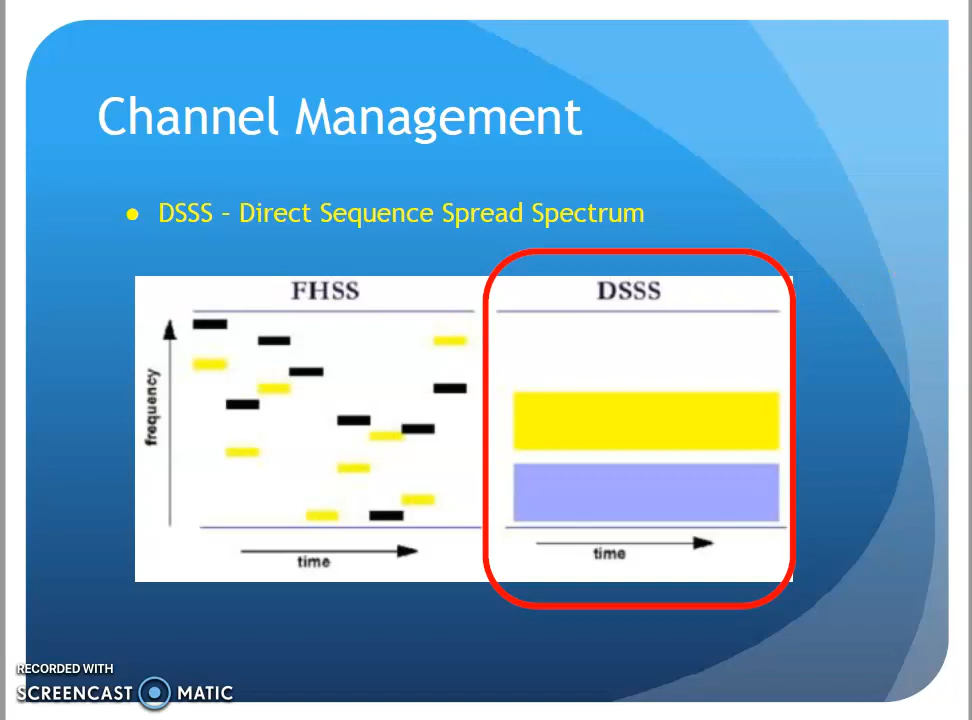 Channel Management
● DSSS – Direct Sequence Spread Spectrum
FHSS
DSSS
frequency
time
time
RECORDED WITH
SCREENCAST MATIC